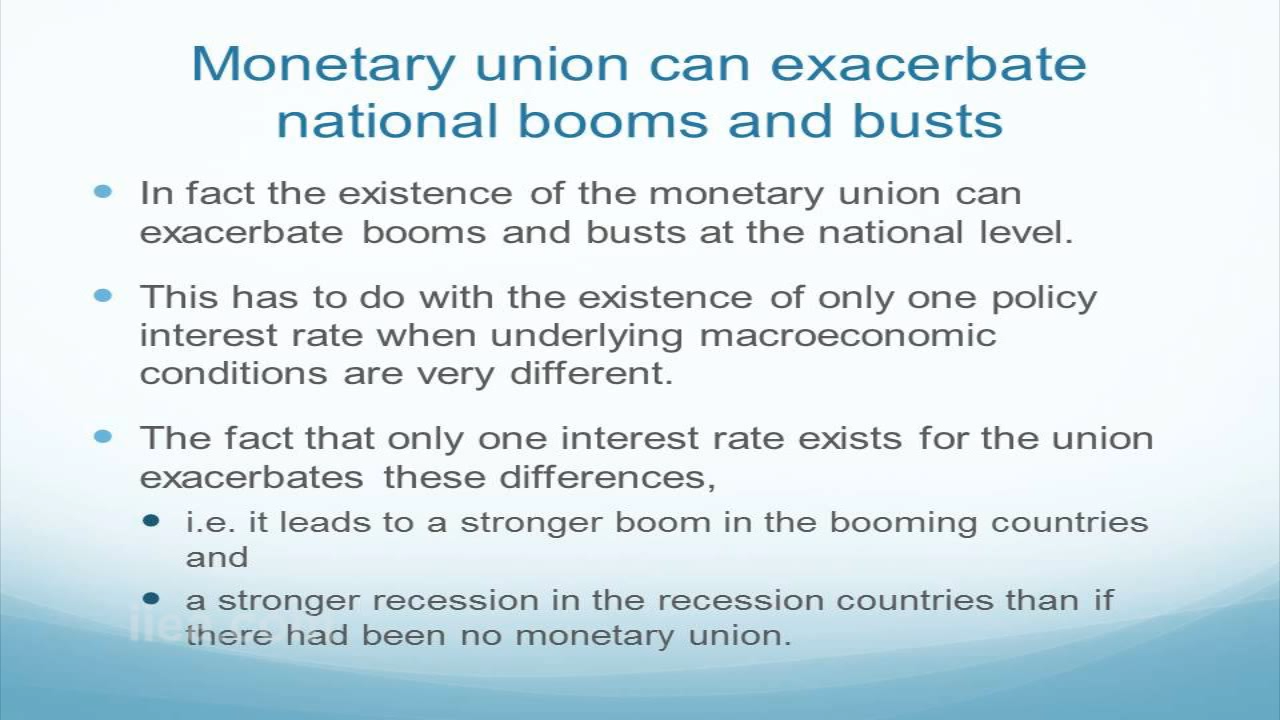 Monetary union can exacerbate
national booms and busts
In fact the existence of the monetary union can
exacerbate booms and busts at the national level.
This has to do with the existence of only one policy
interest rate when underlying macroeconomic
conditions are very different.
The fact that only one interest rate exists for the union
exacerbates these differences,
i.e. it leads to a stronger boom in the booming countries
and
a stronger recession in the recession countries than if
there had been no monetary union.